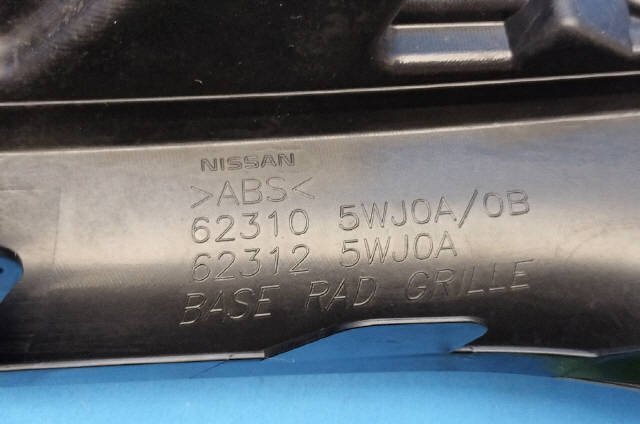 NISSAN
>ABS<
62310 5WJ0A/0B
62312 5WJ0A
BASE RAD GRILLE